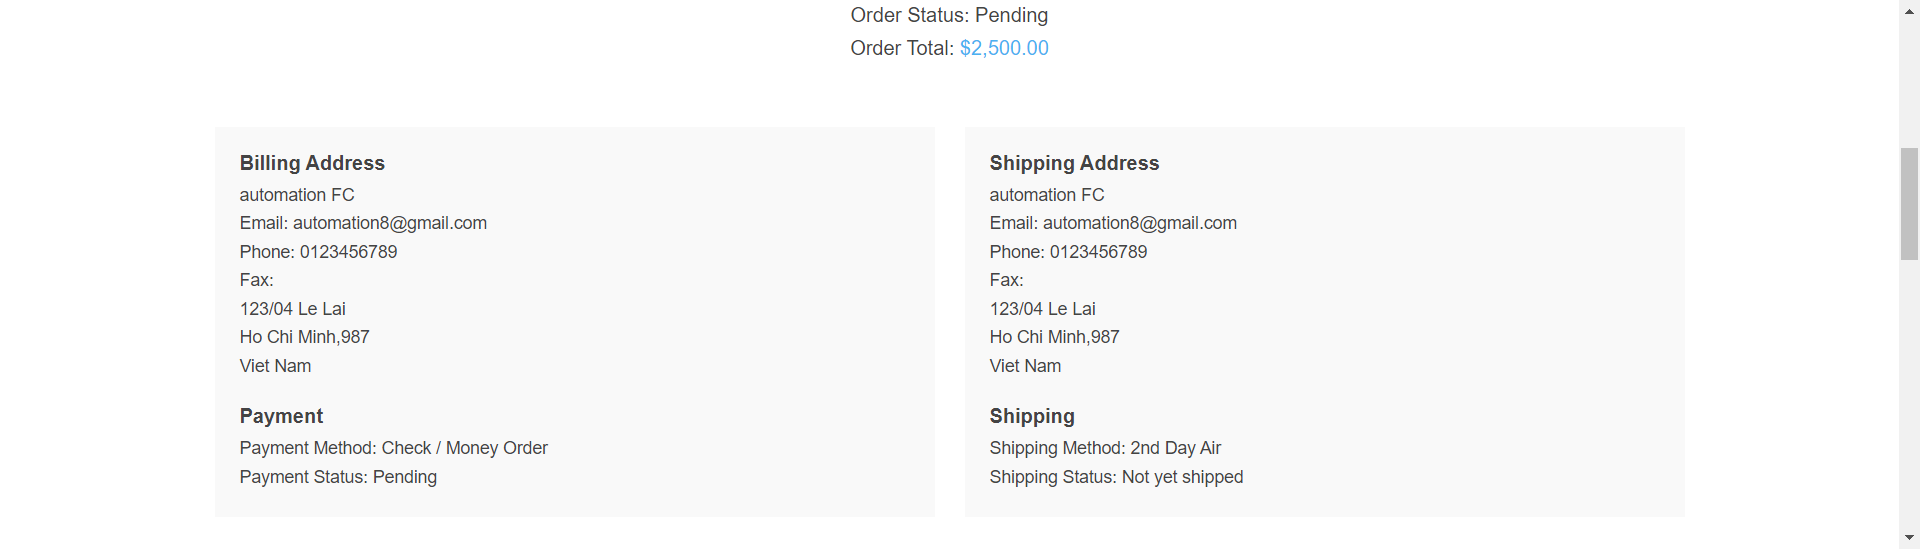 Order Status: Pending
Order Total: $2,500.00
Billing Address
automation FC
Email: automation8@gmail.com
Phone: 0123456789
Fax:
123/04 Le Lai
Ho Chi Minh,987
Viet Nam
Payment
Payment Method: Check / Money Order
Payment Status: Pending
Shipping Address
automation FC
Email: automation8@gmail.com
Phone: 0123456789
Fax:
123/04 Le Lai
Ho Chi Minh,987
Viet Nam
Shipping
Shipping Method: 2nd Day Air
Shipping Status: Not yet shipped